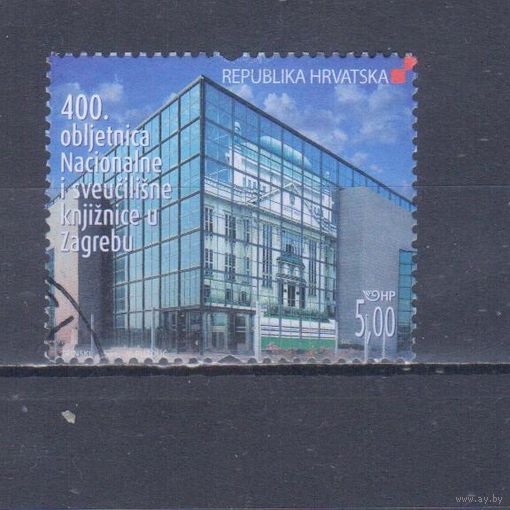 REPUBLIKA HRVATSKA
400.
obljetnica
Nacionalne
i sveučilišne
knjižnice u
Zagrebu
HP
5,00
www.ay.by